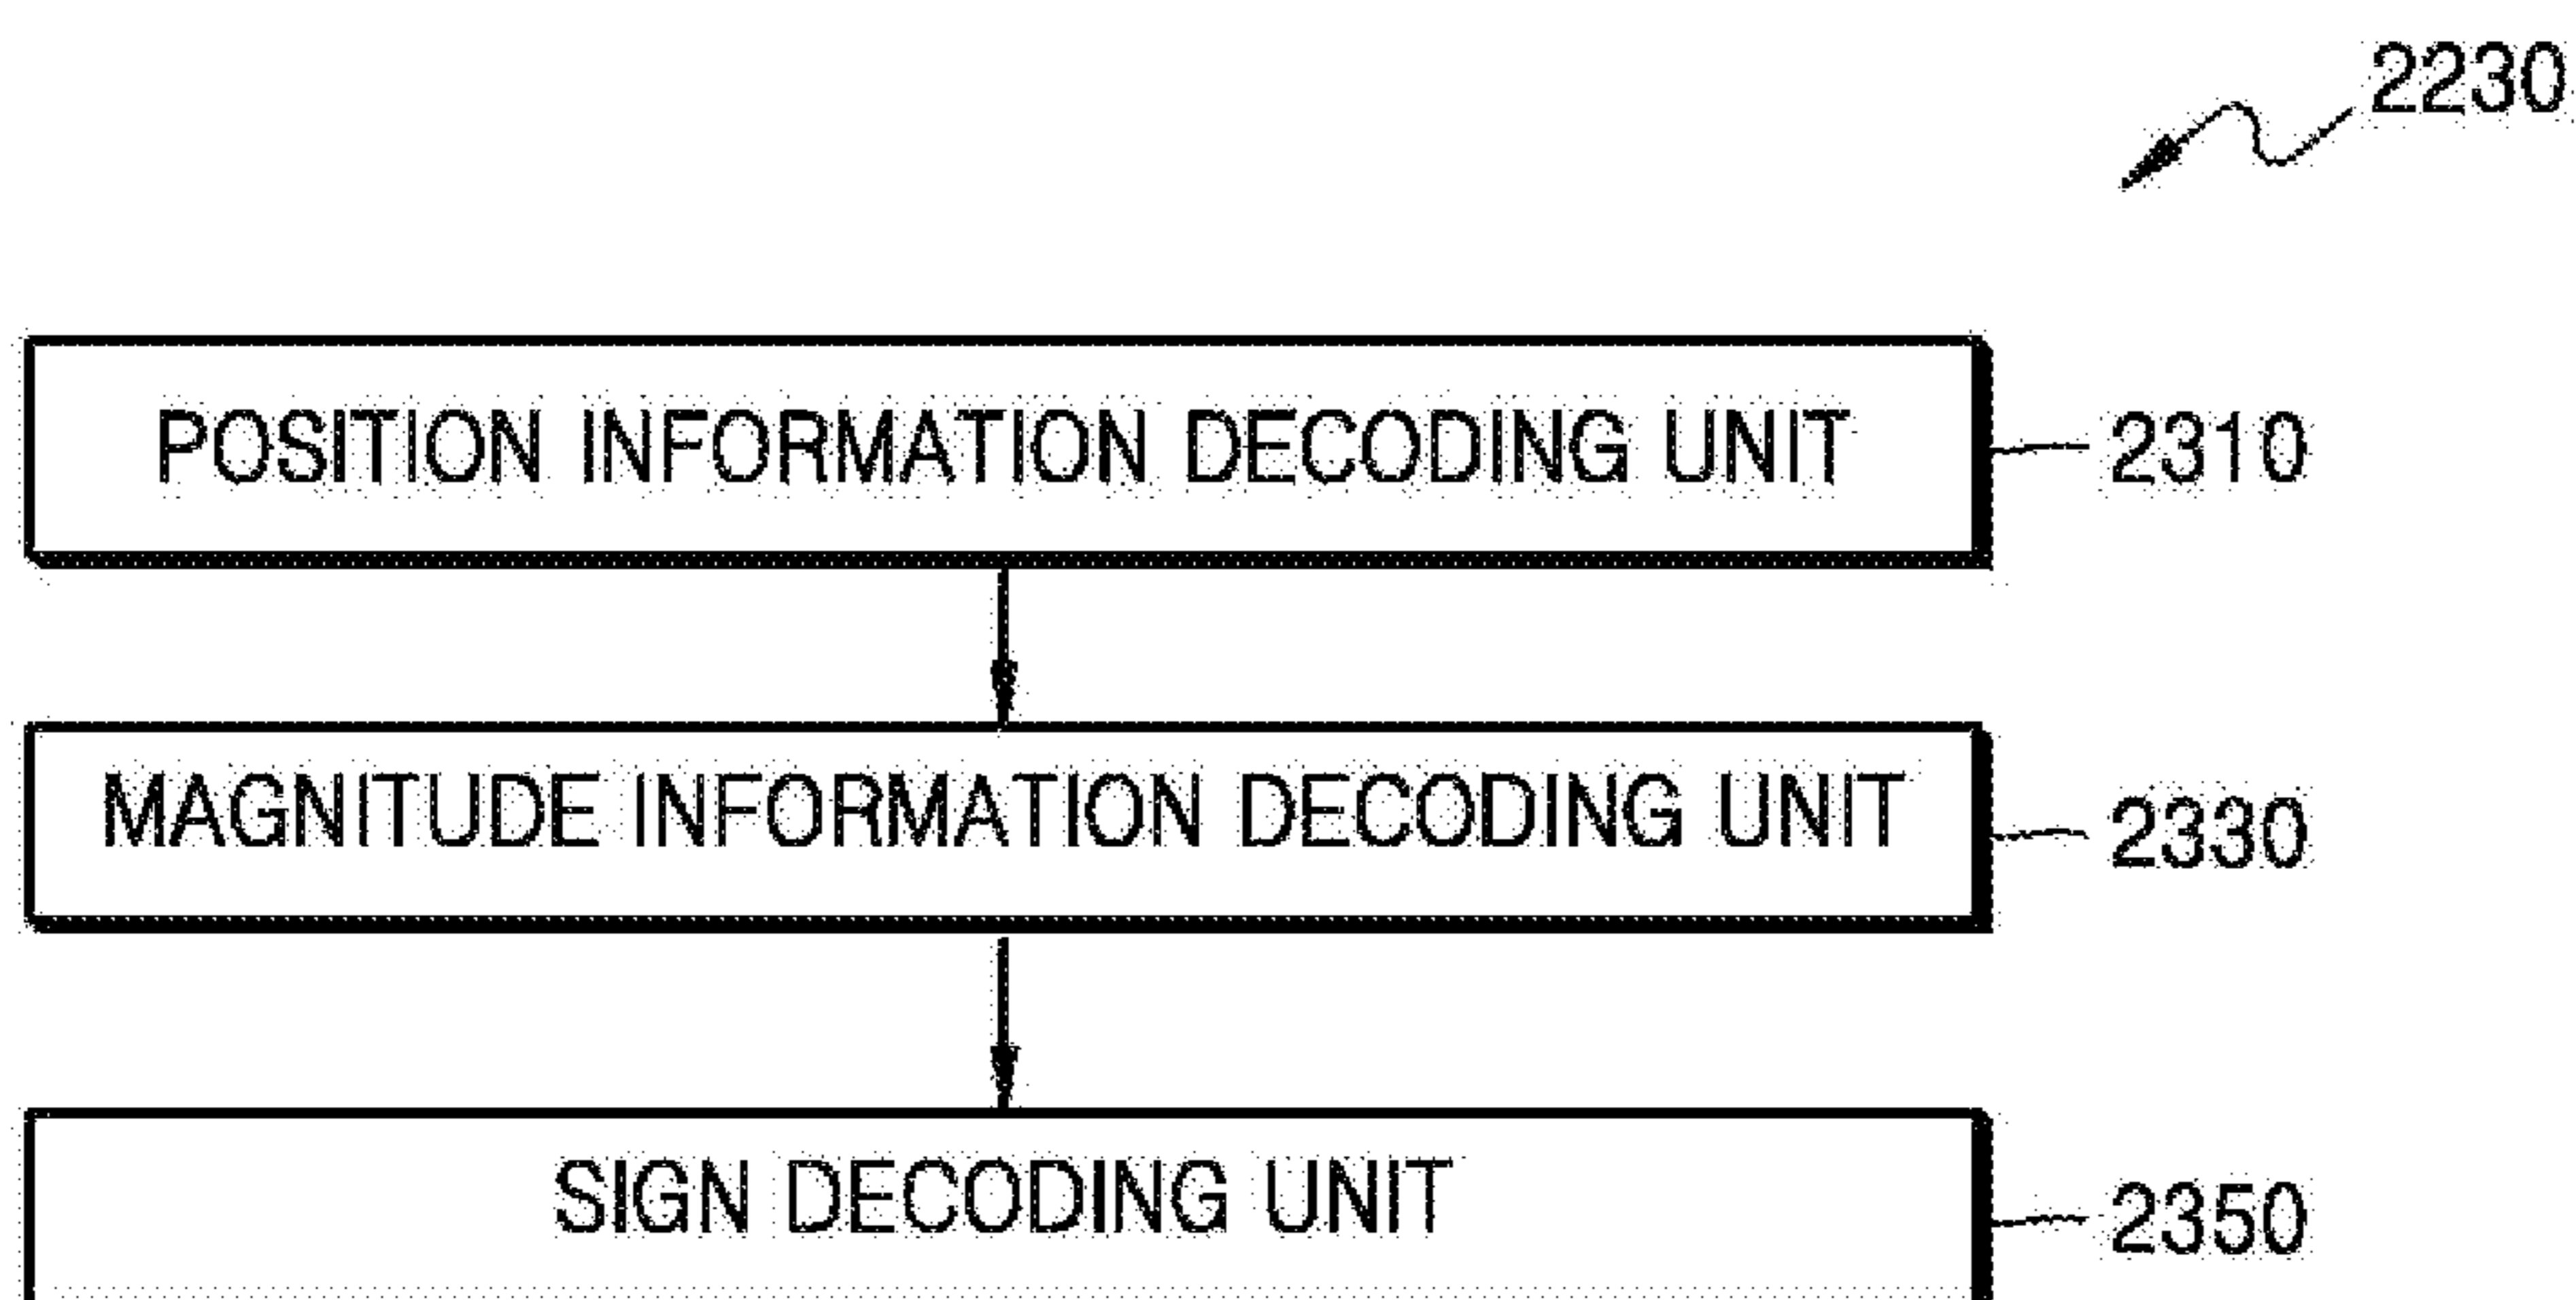 2230
POSITION INFORMATION DECODING UNIT
2310
MAGNITUDE INFORMATION DECODING UNIT
2330
SIGN DECODING UNIT
2350